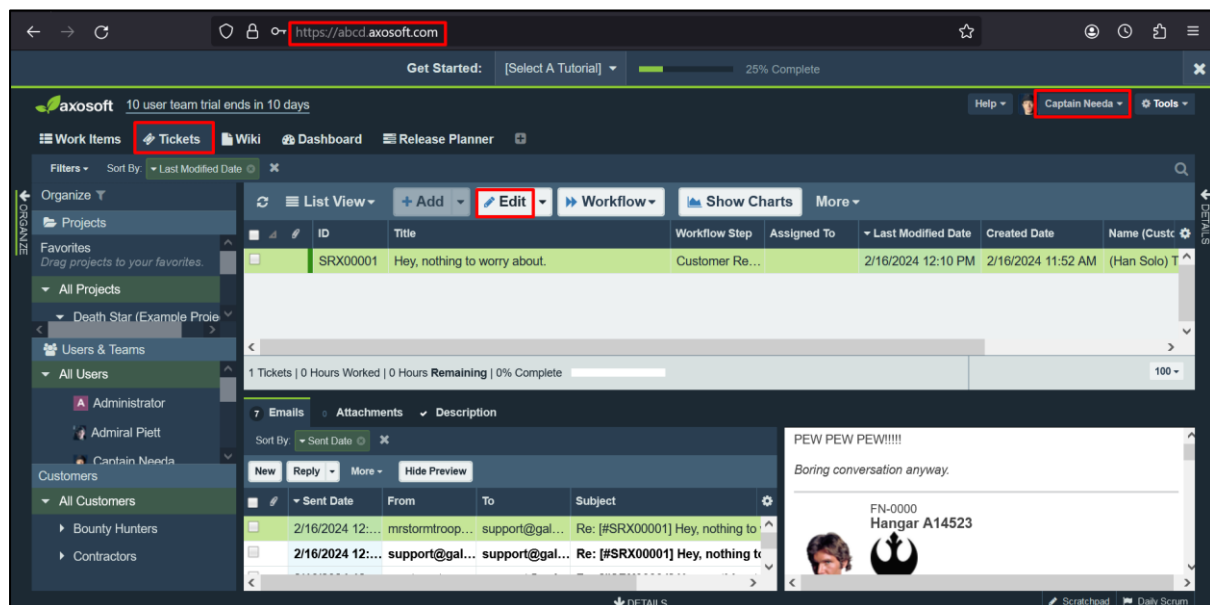 https://abcd.axosoft.com
Get Started: [Select A Tutorial] 25% Complete
axosoft 10 user team trial ends in 10 days Help Captain Needa Tools
Work Items Tickets Wiki Dashboard Release Planner
Filters Sort By: Last Modified Date
ORGANIZE
Organize
Projects
Favorites
Drag projects to your favorites.
All Projects
Death Star (Example Proje
Users & Teams
All Users
A Administrator
Admiral Piett
Captain Needa
Customers
All Customers
Bounty Hunters
Contractors
List View + Add Edit Workflow Show Charts More
ID Title Workflow Step Assigned To Last Modified Date Created Date Name (Custc
SRX00001 Hey, nothing to worry about. Customer Re... 2/16/2024 12:10 PM 2/16/2024 11:52 AM (Han Solo) T
1 Tickets | 0 Hours Worked | 0 Hours Remaining | 0% Complete 100
7 Emails 0 Attachments Description
Sort By: Sent Date
New Reply More Hide Preview
Sent Date From To Subject
2/16/2024 12:... mrstormtroop... support@gal... Re: [#SRX00001] Hey, nothing to
2/16/2024 12:... support@gal... support@gal... Re: [#SRX00001] Hey, nothing to
PEW PEW PEW!!!!!
Boring conversation anyway.
FN-0000
Hangar A14523
DETAILS
DETAILS
Scratchpad Daily Scrum